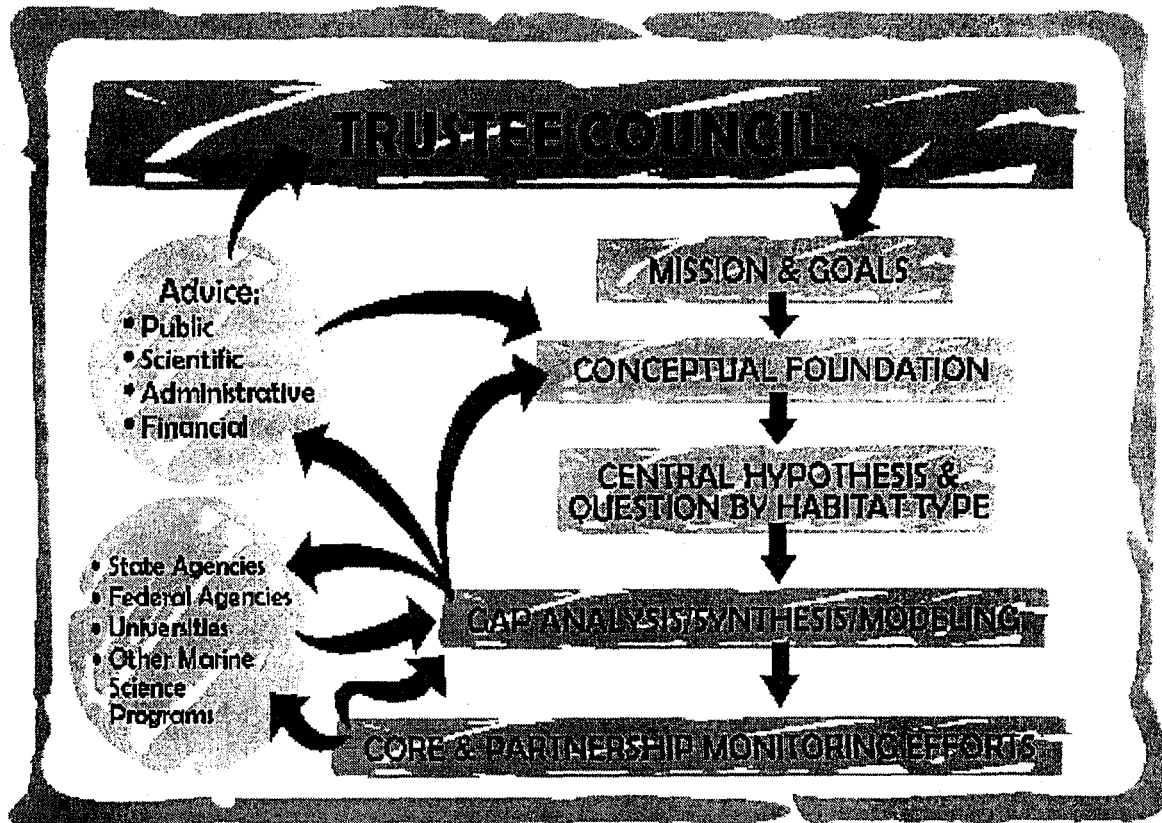 TRUSTEE COUNCIL
MISSION & GOALS
Advice:
• Public
• Scientific
• Administrative
• Financial
CONCEPTUAL FOUNDATION
CENTRAL HYPOTHESIS &
QUESTION BY HABITAT TYPE
• State Agencies
• Federal Agencies
• Universities
• Other Marine
Science
Programs
GAP ANALYSIS/SYNTHESIS/MODELING
CORE & PARTNERSHIP MONITORING EFFORTS